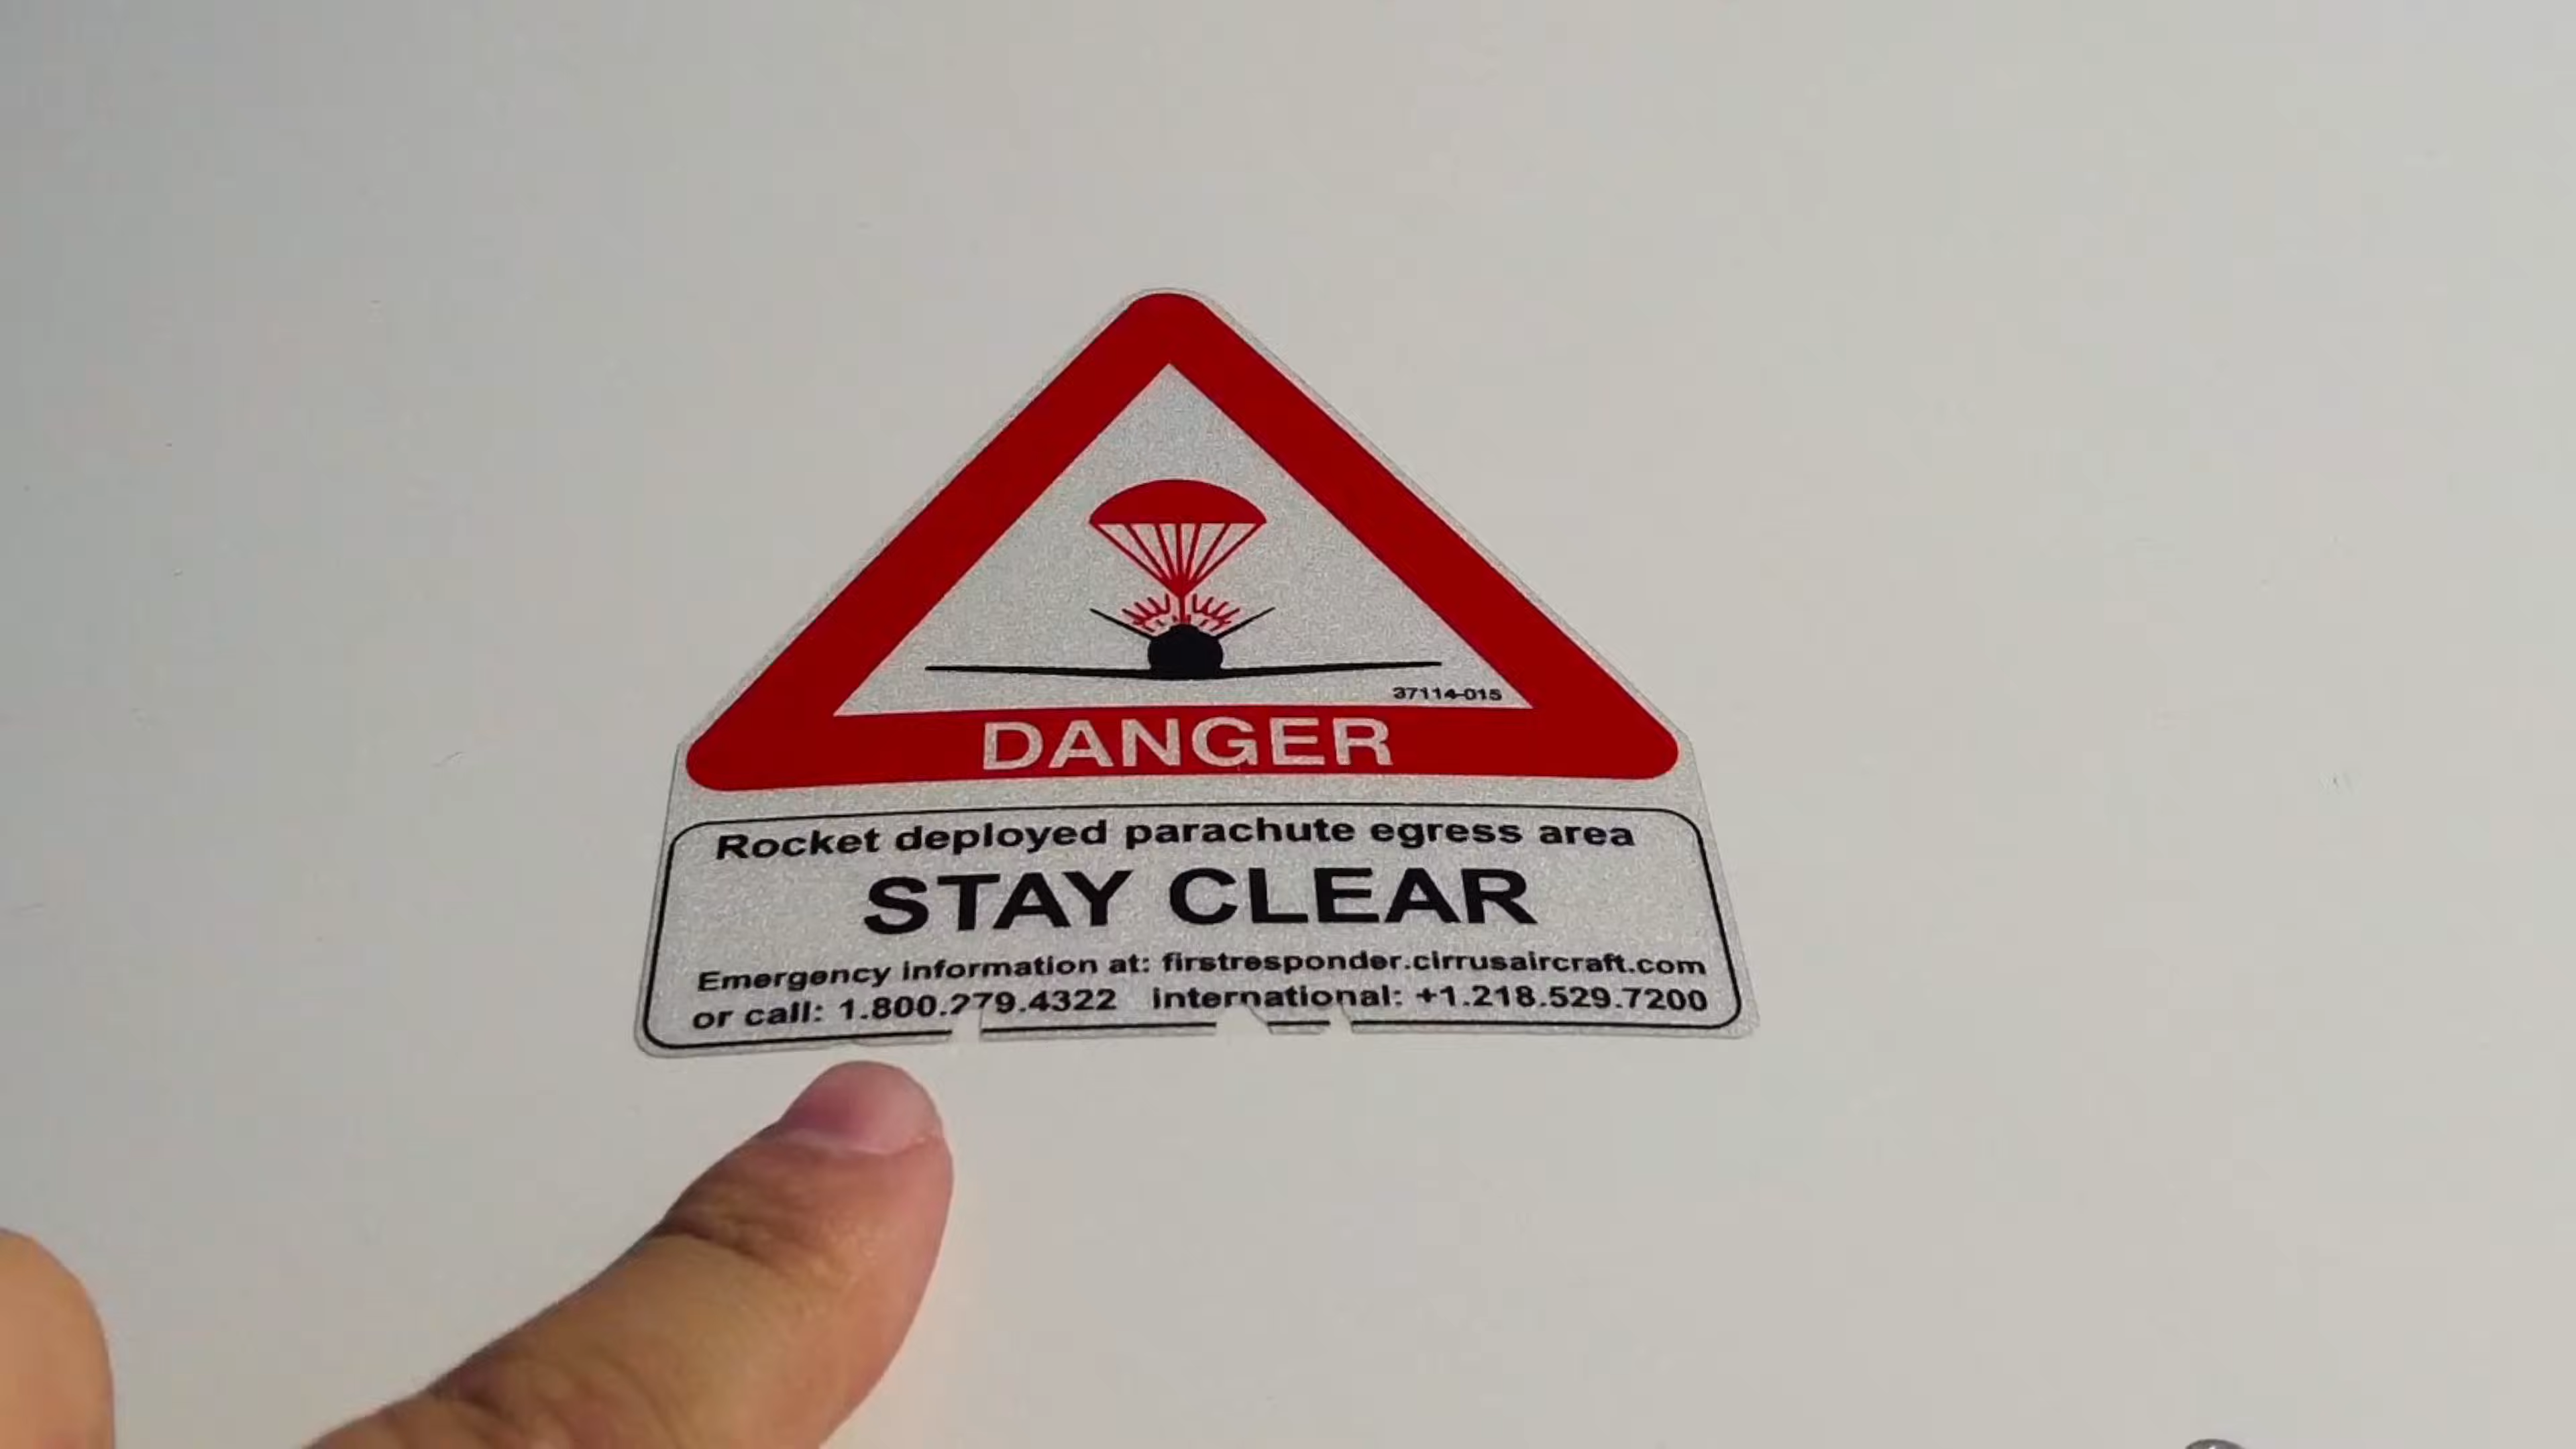 37114-015
DANGER
Rocket deployed parachute egress area
STAY CLEAR
Emergency information at: firstresponder.cirrusaircraft.com
or call: 1.800.279.4322 international: +1.218.529.7200